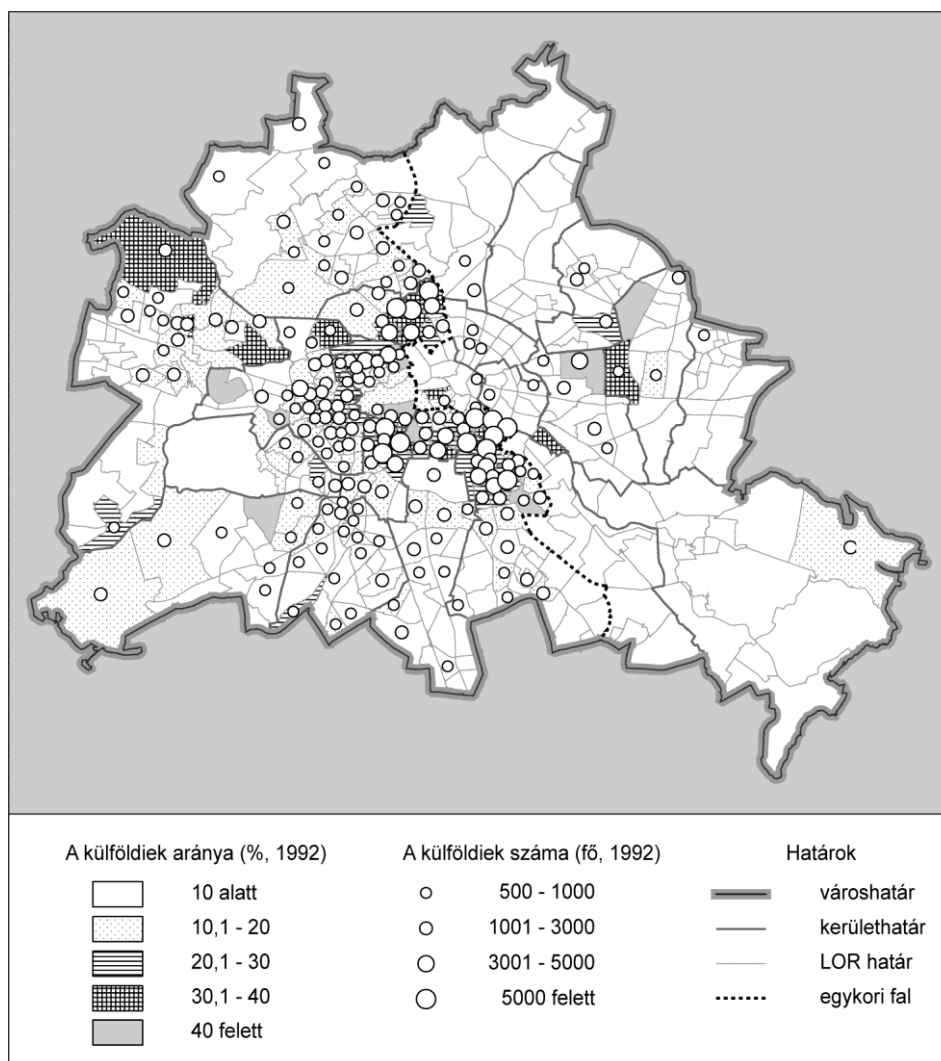 A külföldiek aránya (%, 1992)
10 alatt
10,1 - 20
20,1 - 30
30,1 - 40
40 felett
A külföldiek száma (fő, 1992)
500 - 1000
1001 - 3000
3001 - 5000
5000 felett
Határok
városhatár
kerülethatár
LOR határ
egykori fal